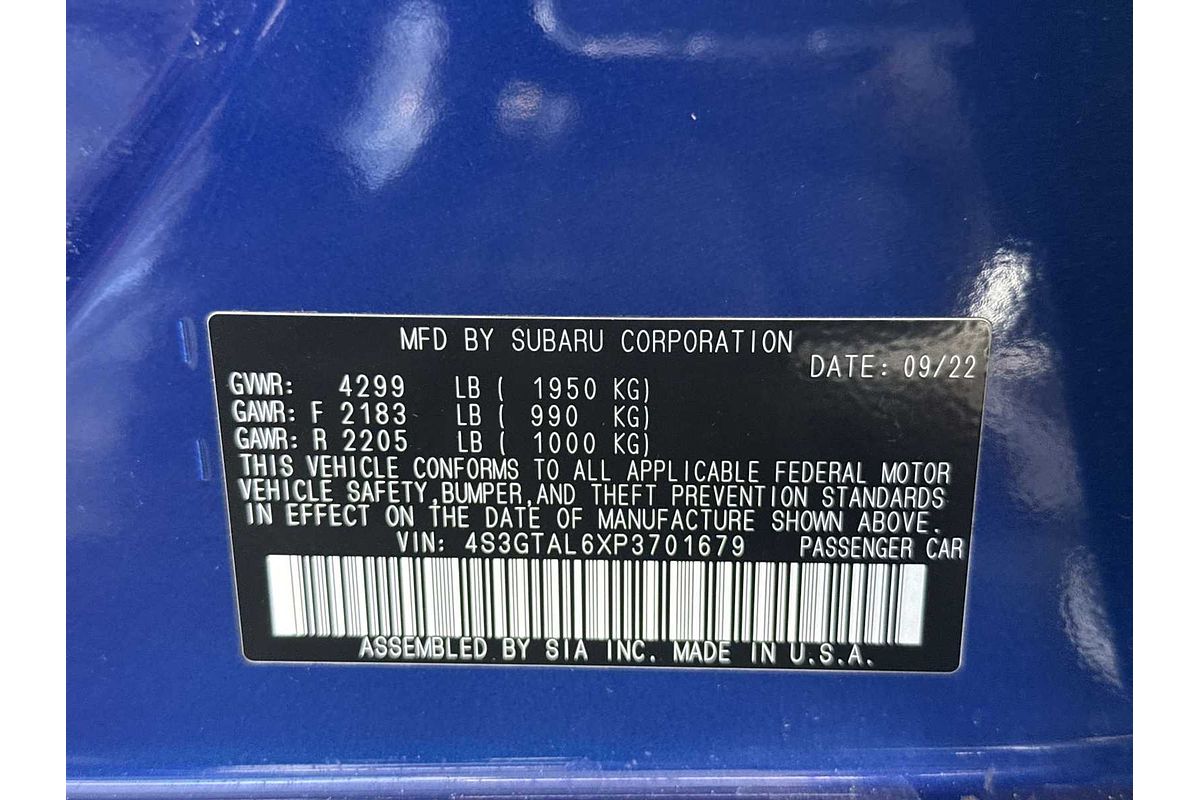 MFD BY SUBARU CORPORATION
DATE: 09/22
GVWR: 4299 LB ( 1950 KG)
GAWR: F 2183 LB ( 990 KG)
GAWR: R 2205 LB ( 1000 KG)
THIS VEHICLE CONFORMS TO ALL APPLICABLE FEDERAL MOTOR
VEHICLE SAFETY, BUMPER, AND THEFT PREVENTION STANDARDS
IN EFFECT ON THE DATE OF MANUFACTURE SHOWN ABOVE.
VIN: 4S3GTAL6XP3701679 PASSENGER CAR
ASSEMBLED BY SIA INC. MADE IN U.S.A.